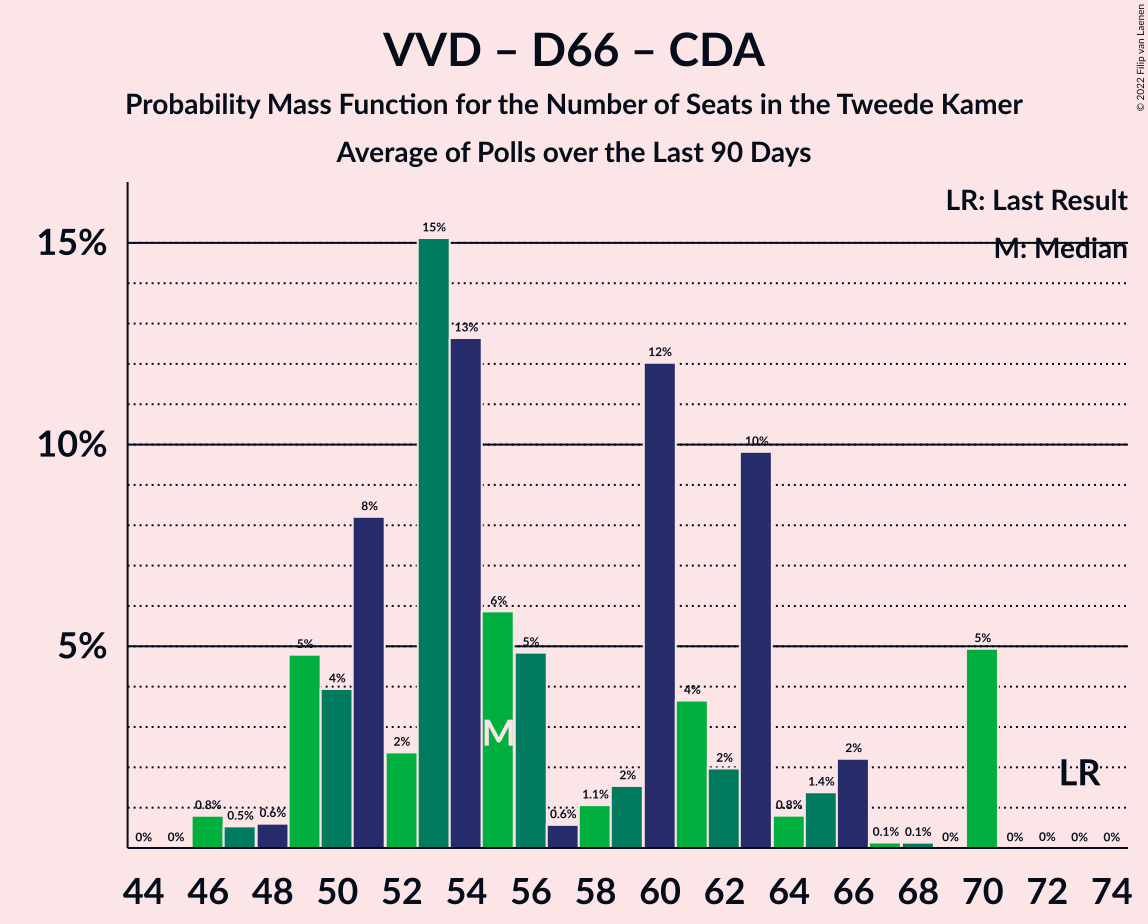 © 2022 Filip van Laenen
VVD – D66 – CDA
Probability Mass Function for the Number of Seats in the Tweede Kamer
Average of Polls over the Last 90 Days
LR: Last Result
M: Median
15%
10%
5%
0% 0% 0.8% 0.5% 0.6% 5% 4% 8% 2% 15% 13% 6% 5% 0.6% 1.1% 2% 12% 4% 2% 10% 0.8% 1.4% 2% 0.1% 0.1% 0% 5% 0% 0% 0% 0%
M
LR
44 46 48 50 52 54 56 58 60 62 64 66 68 70 72 74